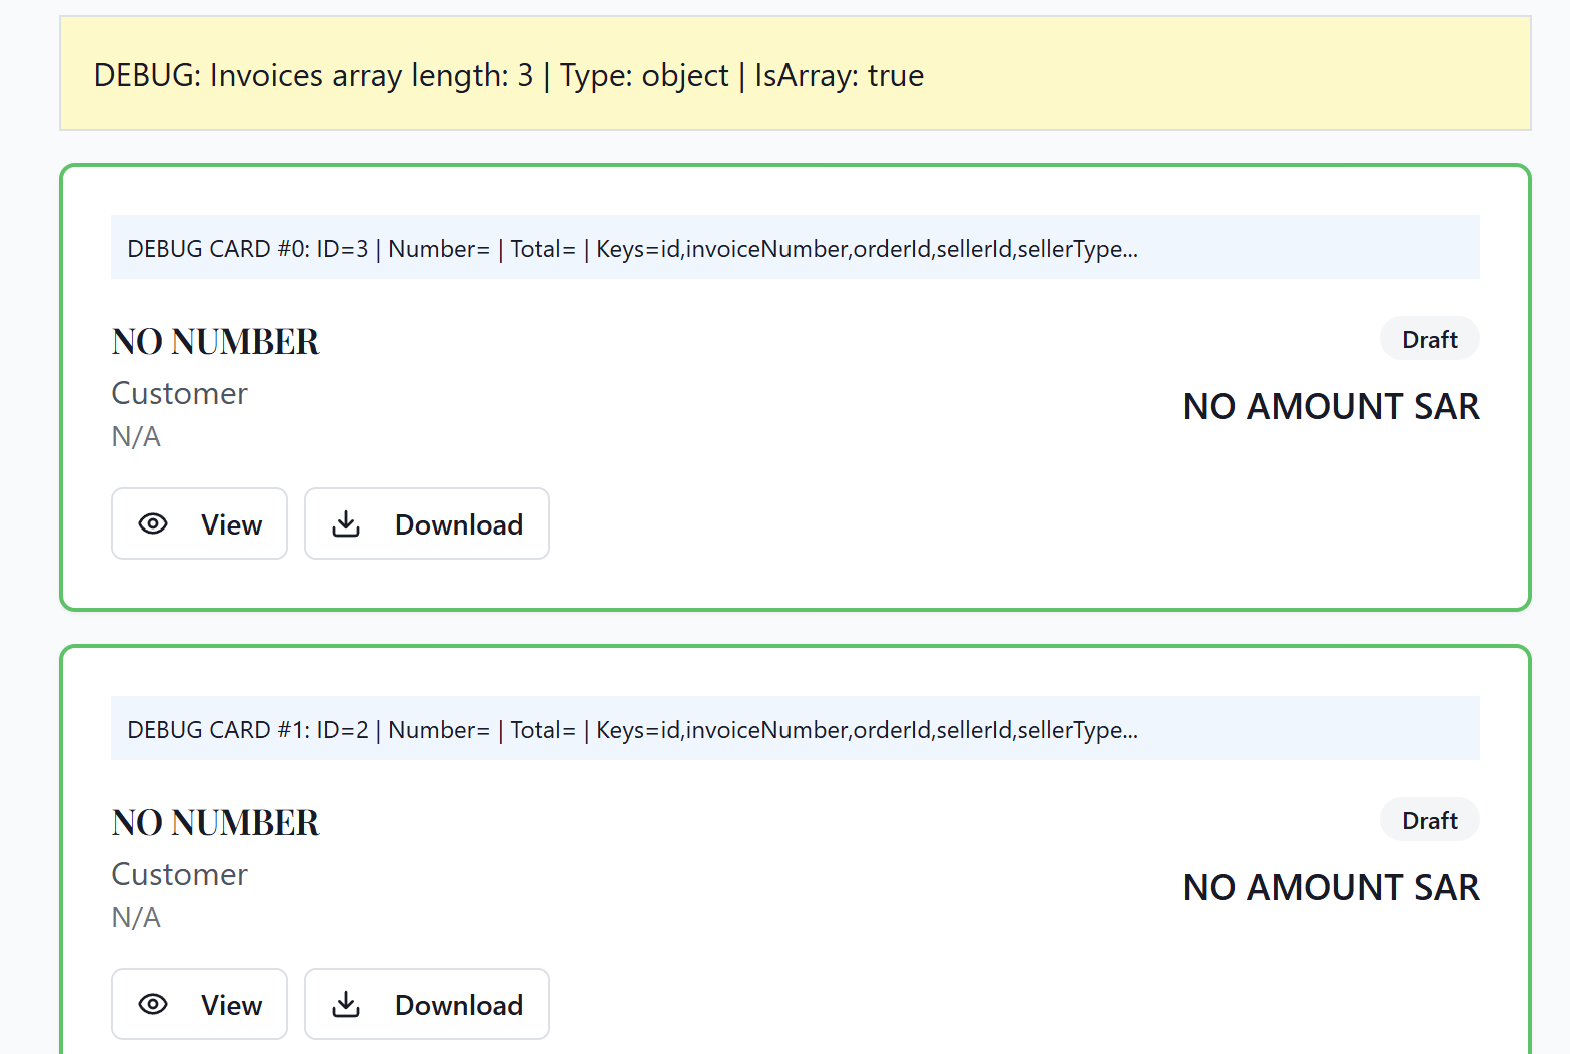 DEBUG: Invoices array length: 3 | Type: object | IsArray: true
DEBUG CARD #0: ID=3 | Number= | Total= | Keys=id,invoiceNumber,orderId,sellerId,sellerType...
NO NUMBER
Draft
Customer
NO AMOUNT SAR
N/A
View
Download
DEBUG CARD #1: ID=2 | Number= | Total= | Keys=id,invoiceNumber,orderId,sellerId,sellerType...
NO NUMBER
Draft
Customer
NO AMOUNT SAR
N/A
View
Download